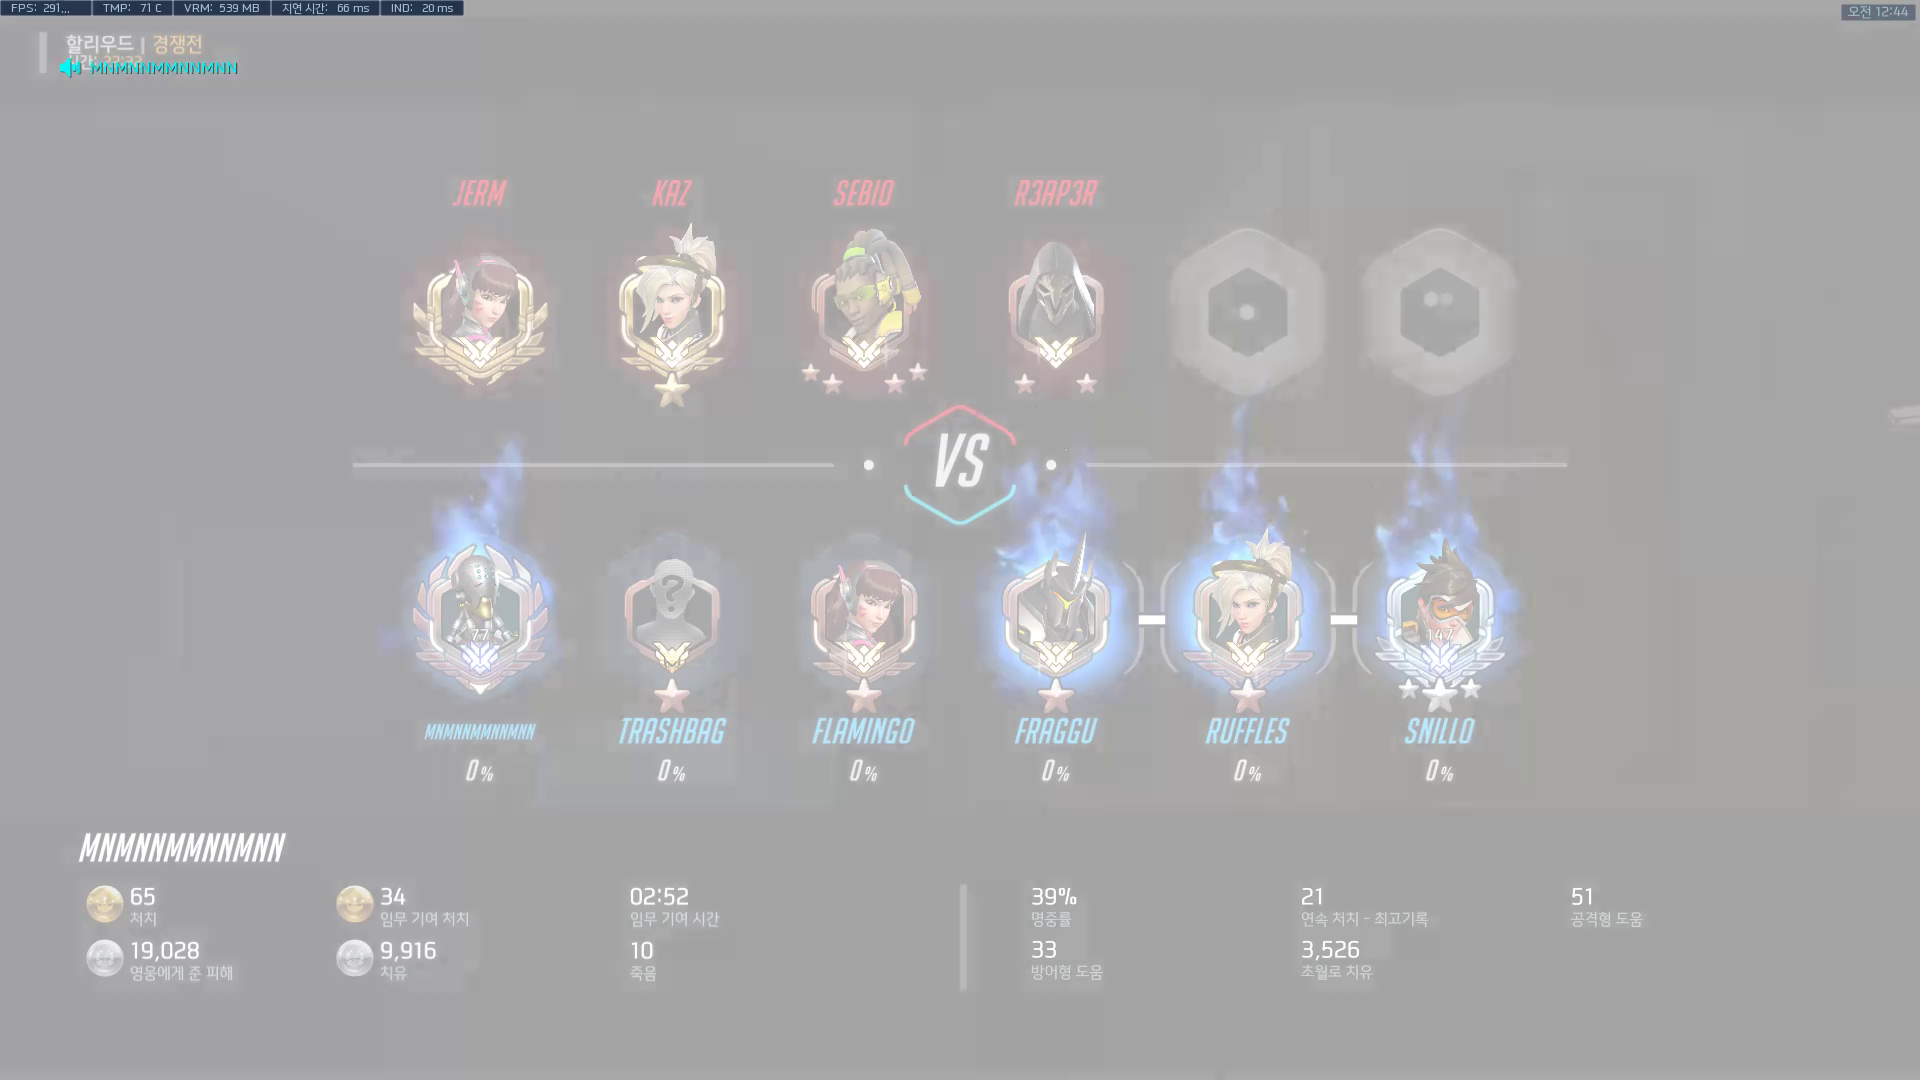 FPS: 291... TMP: 71 C VRM: 539 MB 지연 시간: 66 ms IND: 20 ms
오전 12:44
할리우드 | 경쟁전
MNMNNMMNNMNN
JERM KAZ SEBIO R3AP3R
VS
77 147
MNMNNMMNNMNN TRASHBAG FLAMINGO FRAGGU RUFFLES SNILLO
0% 0% 0% 0% 0% 0%
MNMNNMMNNMNN
65 34 02:52 39% 21 51
처치 임무 기여 처치 임무 기여 시간 명중률 연속 처치 - 최고기록 공격형 도움
19,028 9,916 10 33 3,526
영웅에게 준 피해 치유 죽음 방어형 도움 초월로 치유